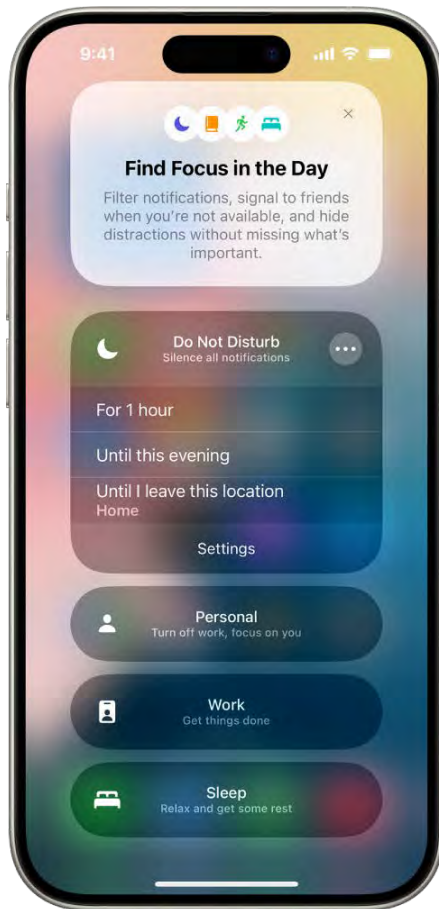 9:41
Find Focus in the Day
Filter notifications, signal to friends
when you’re not available, and hide
distractions without missing what’s
important.
Do Not Disturb
Silence all notifications
For 1 hour
Until this evening
Until I leave this location
Home
Settings
Personal
Turn off work, focus on you
Work
Get things done
Sleep
Relax and get some rest